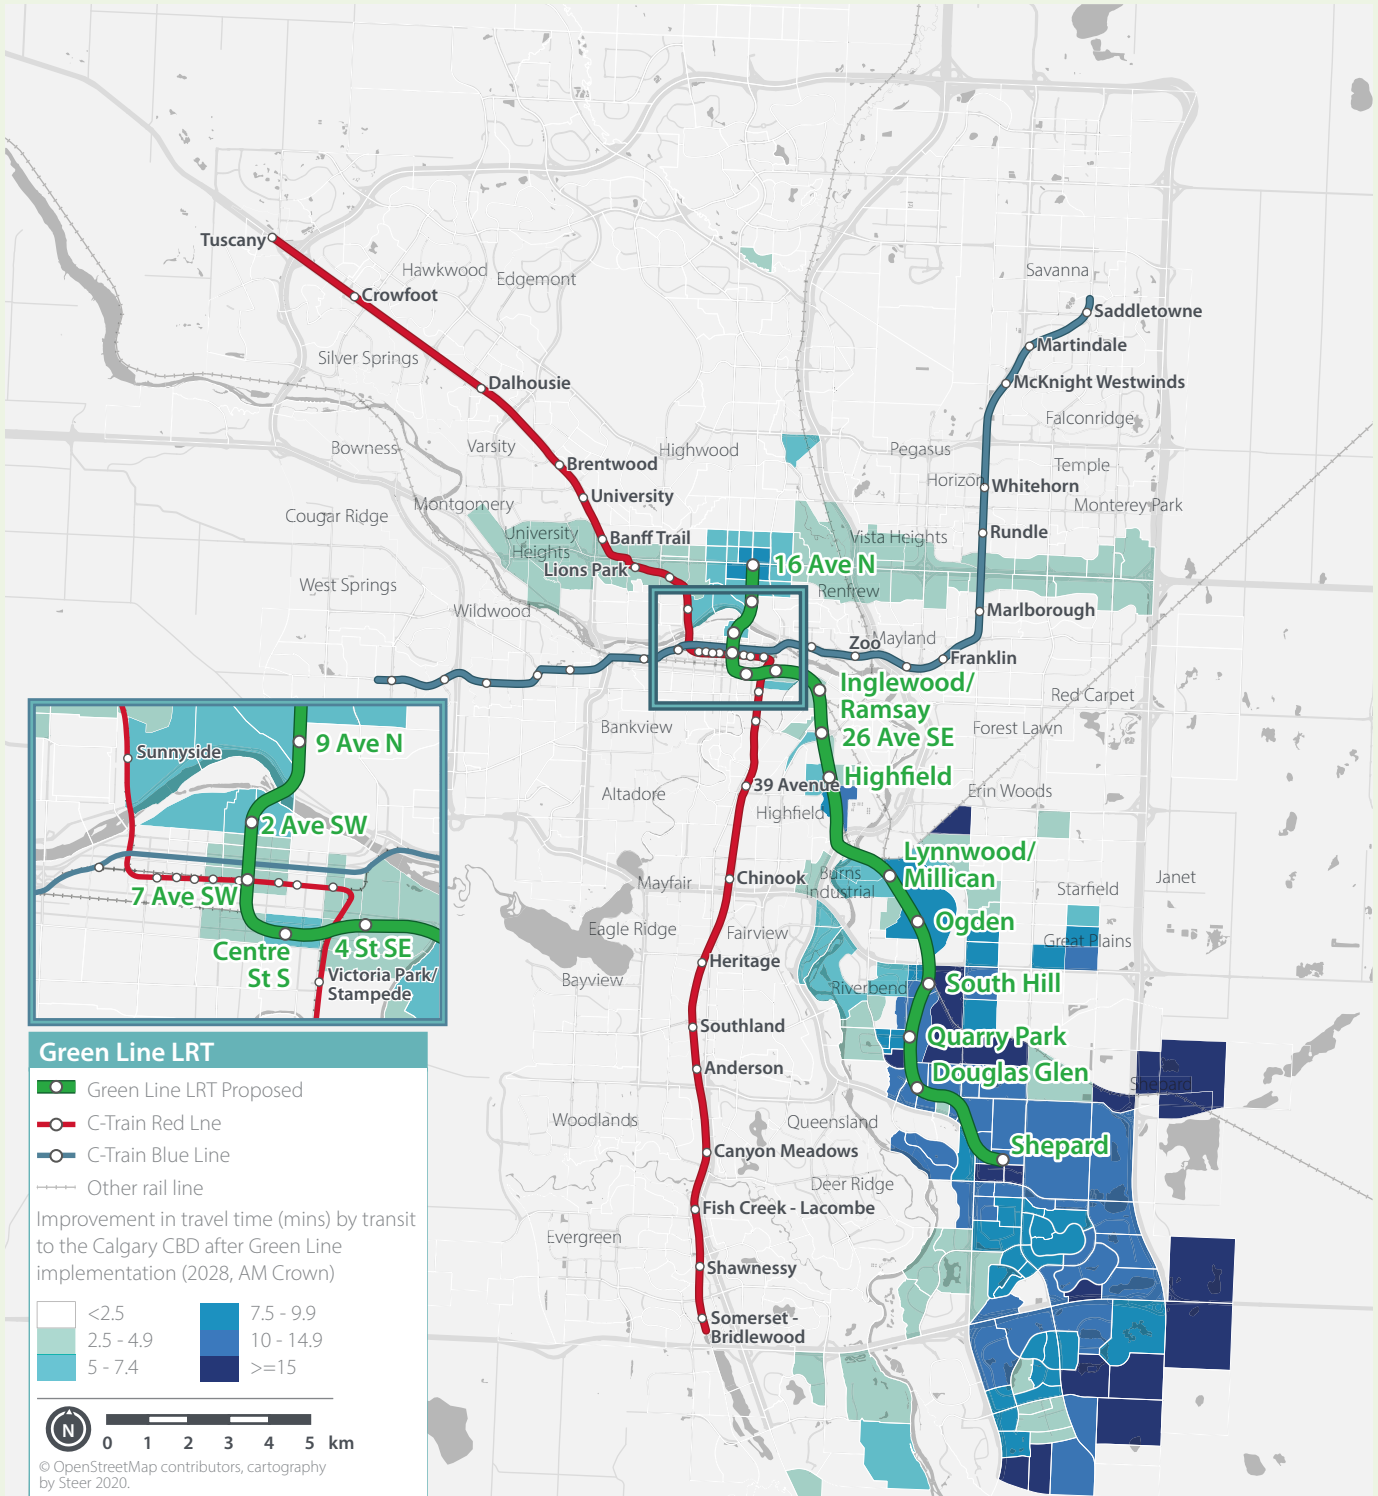 Tuscany
Hawkwood
Edgemont
Crowfoot
Savanna
Saddletowne
Martindale
Silver Springs
Dalhousie
McKnight Westwinds
Falconridge
Bowness
Varsity
Highwood
Pegasus
Brentwood
Temple
Horizon
Whitehorn
University
Montgomery
Monterey Park
Cougar Ridge
University
Heights
Banff Trail
Vista Heights
Rundle
Lions Park
16 Ave N
West Springs
Renfrew
Wildwood
Marlborough
Zoo
Mayland
Franklin
Inglewood/
Ramsay
Red Carpet
Bankview
26 Ave SE
Forest Lawn
Highfield
39 Avenue
Altadore
Erin Woods
Highfield
Lynnwood/
Millican
Chinook
Mayfair
Burns
Industrial
Starfield
Janet
Ogden
Eagle Ridge
Fairview
Great Plains
Heritage
Bayview
Riverbend
South Hill
Southland
Quarry Park
Anderson
Douglas Glen
Shepard
Woodlands
Queensland
Canyon Meadows
Shepard
Deer Ridge
Fish Creek - Lacombe
Evergreen
Shawnessy
Somerset -
Bridlewood
Sunnyside
9 Ave N
2 Ave SW
7 Ave SW
Centre
St S
4 St SE
Victoria Park/
Stampede
Green Line LRT
Green Line LRT Proposed
C-Train Red Lne
C-Train Blue Line
Other rail line
Improvement in travel time (mins) by transit
to the Calgary CBD after Green Line
implementation (2028, AM Crown)
<2.5
7.5 - 9.9
2.5 - 4.9
10 - 14.9
5 - 7.4
>=15
N
0 1 2 3 4 5 km
© OpenStreetMap contributors, cartography
by Steer 2020.